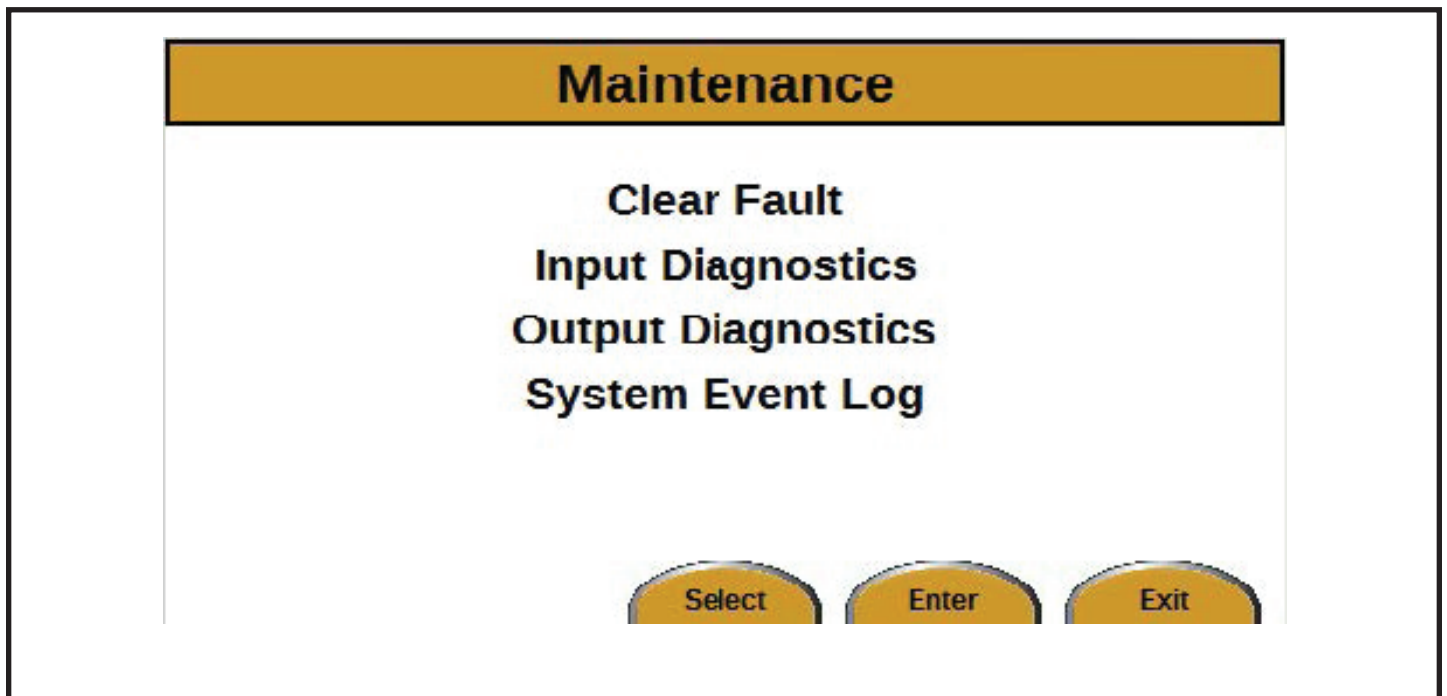 Maintenance
Clear Fault
Input Diagnostics
Output Diagnostics
System Event Log
Select Enter Exit